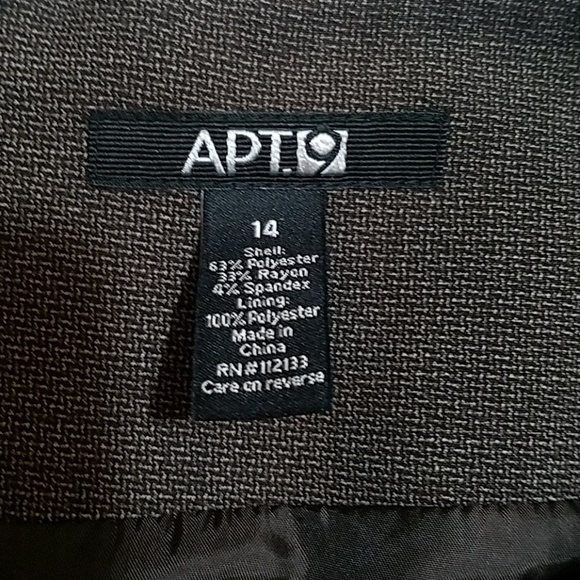 APT.9
14
Shell:
63% Polyester
33% Rayon
4% Spandex
Lining:
100% Polyester
Made in
China
RN#112133
Care on reverse